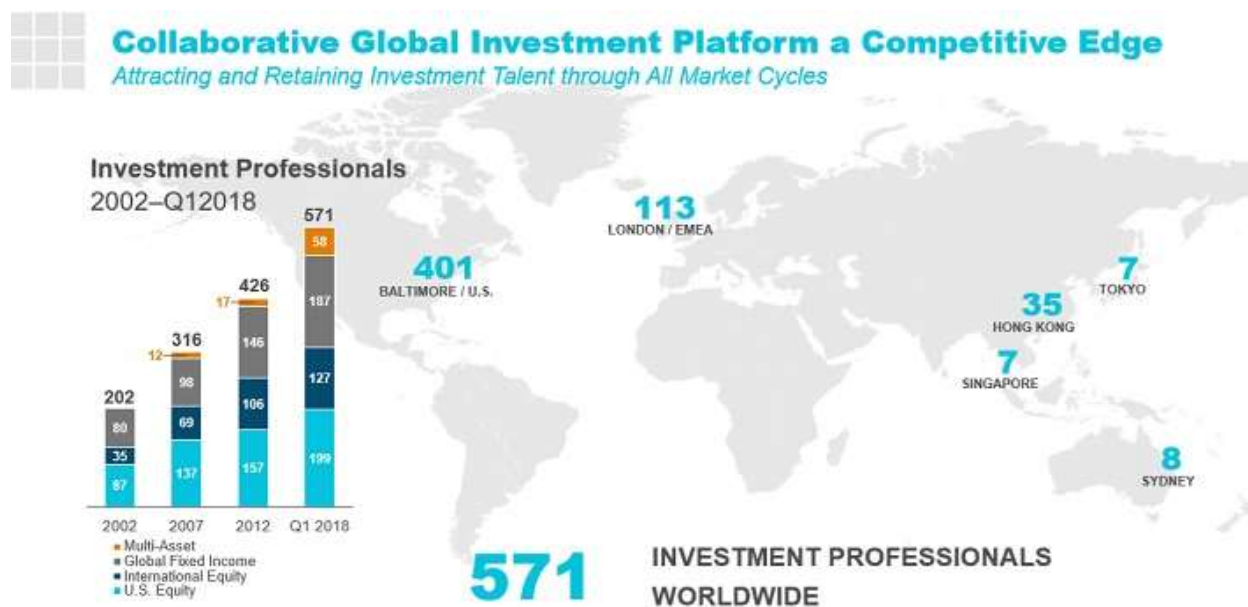 Collaborative Global Investment Platform a Competitive Edge
Attracting and Retaining Investment Talent through All Market Cycles
Investment Professionals
2002–Q12018
202
80
35
87
316
12
98
69
137
426
17
146
106
157
571
58
187
127
199
2002 2007 2012 Q1 2018
Multi-Asset
Global Fixed Income
International Equity
U.S. Equity
401
BALTIMORE / U.S.
113
LONDON / EMEA
7
TOKYO
35
HONG KONG
7
SINGAPORE
8
SYDNEY
571
INVESTMENT PROFESSIONALS
WORLDWIDE